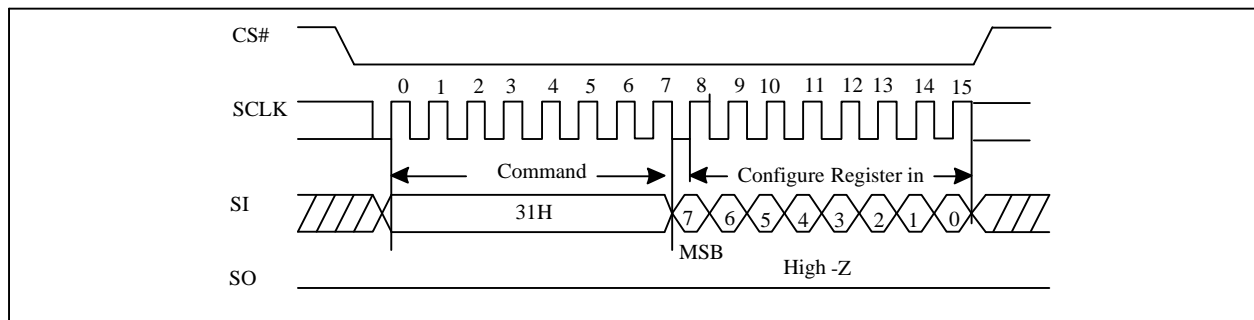 CS#
0 1 2 3 4 5 6 7 8 9 10 11 12 13 14 15
SCLK
Command
Configure Register in
SI
31H
7 6 5 4 3 2 1 0
MSB
SO
High -Z